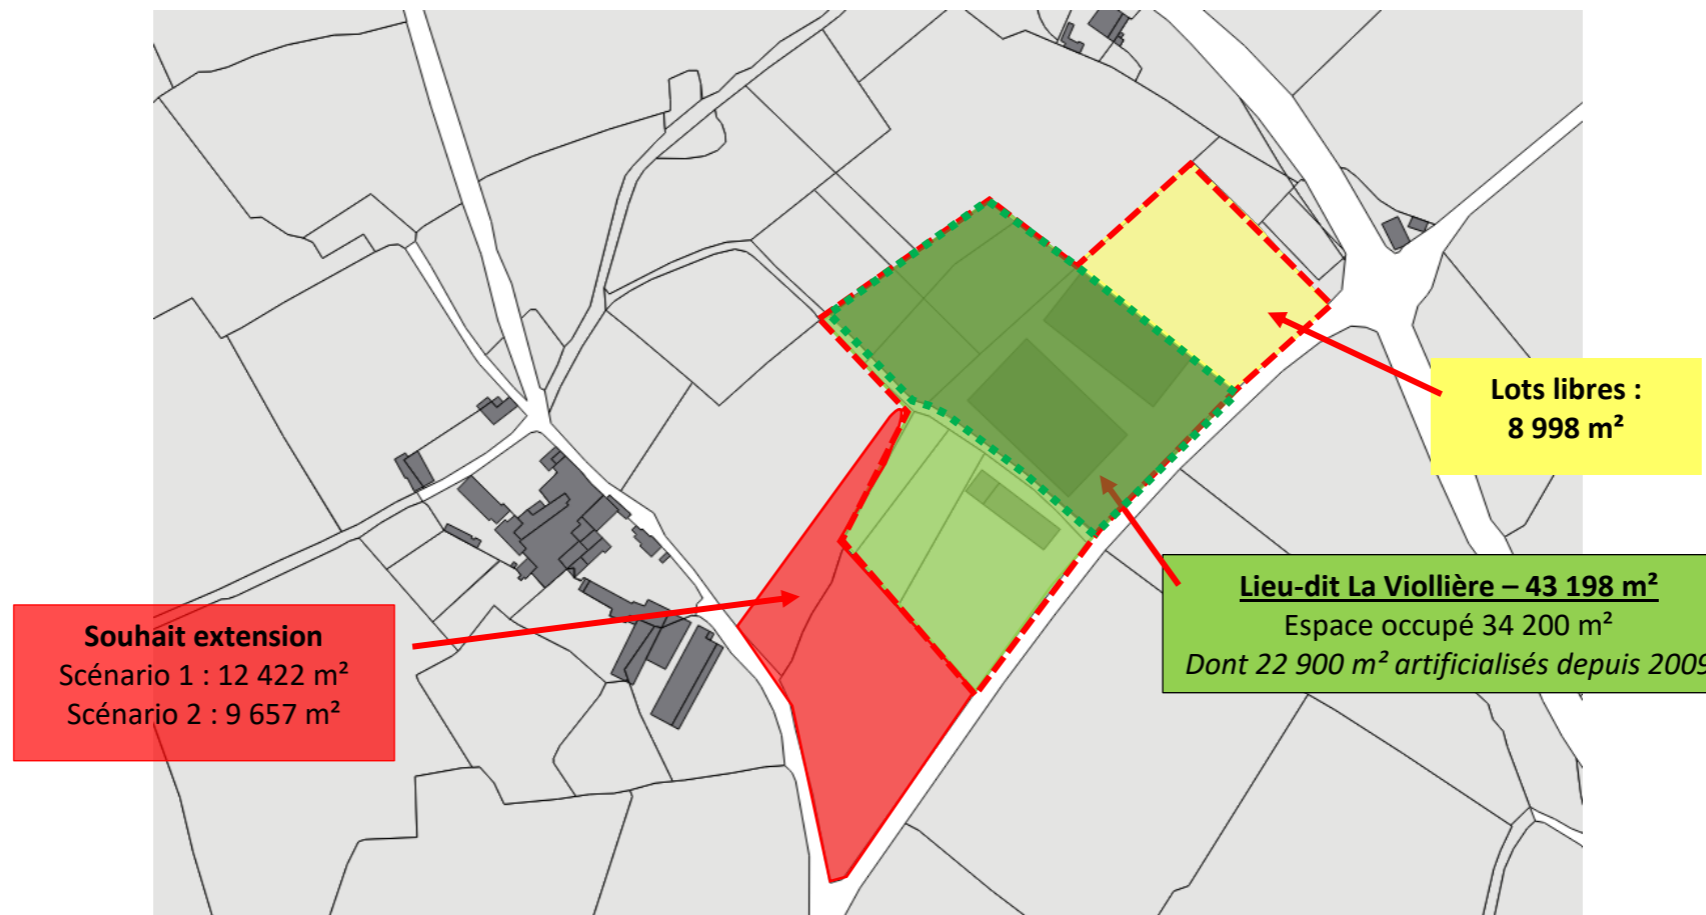 Lots libres :
8 998 m²
Lieu-dit La Viollière – 43 198 m²
Espace occupé 34 200 m²
Dont 22 900 m² artificialisés depuis 2009
Souhait extension
Scénario 1 : 12 422 m²
Scénario 2 : 9 657 m²